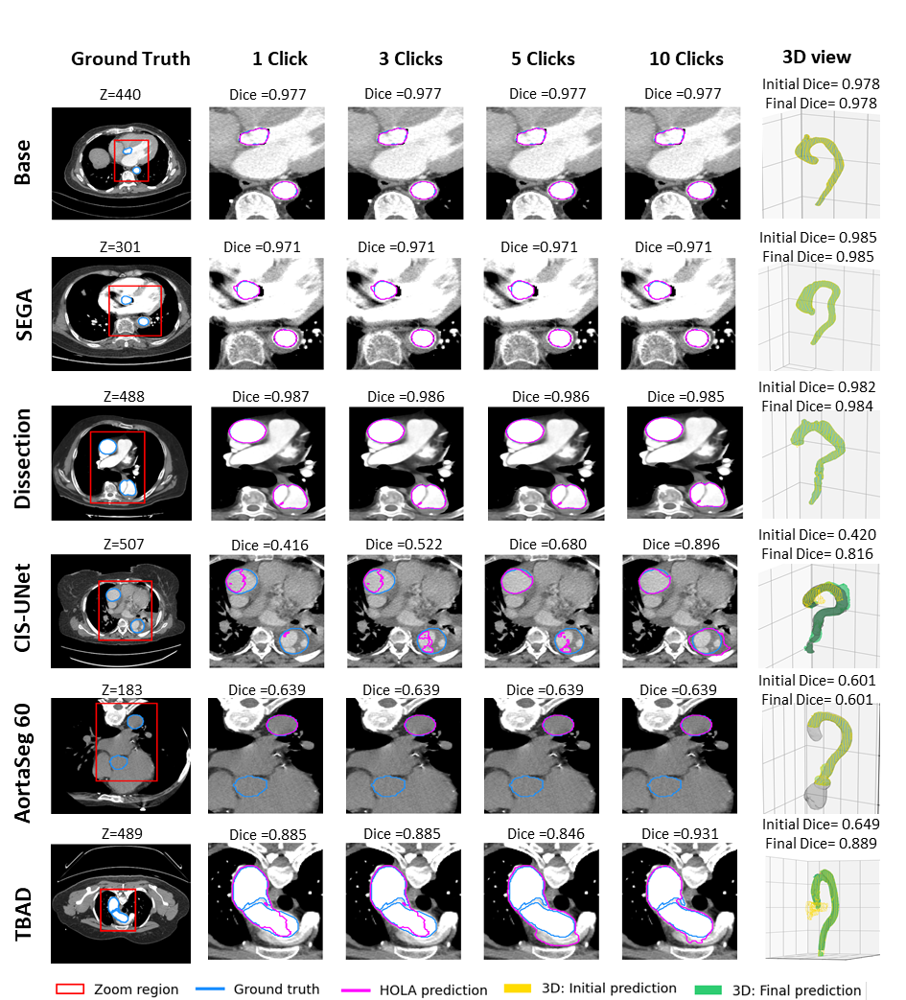 Ground Truth 1 Click 3 Clicks 5 Clicks 10 Clicks 3D view
Base
Z=440 Dice =0.977 Dice =0.977 Dice =0.977 Dice =0.977 Initial Dice= 0.978
Final Dice= 0.978
SEGA
Z=301 Dice =0.971 Dice =0.971 Dice =0.971 Dice =0.971 Initial Dice= 0.985
Final Dice= 0.985
Dissection
Z=488 Dice =0.987 Dice =0.986 Dice =0.986 Dice =0.985 Initial Dice= 0.982
Final Dice= 0.984
CIS-UNet
Z=507 Dice =0.416 Dice =0.522 Dice =0.680 Dice =0.896 Initial Dice= 0.420
Final Dice= 0.816
AortaSeg 60
Z=183 Dice =0.639 Dice =0.639 Dice =0.639 Dice =0.639 Initial Dice= 0.601
Final Dice= 0.601
TBAD
Z=489 Dice =0.885 Dice =0.885 Dice =0.846 Dice =0.931 Initial Dice= 0.649
Final Dice= 0.889
Zoom region Ground truth HOLA prediction 3D: Initial prediction 3D: Final prediction